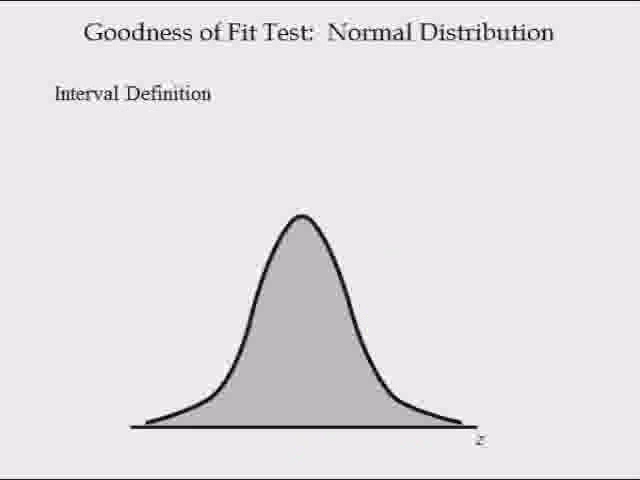 Goodness of Fit Test: Normal Distribution
Interval Definition
z